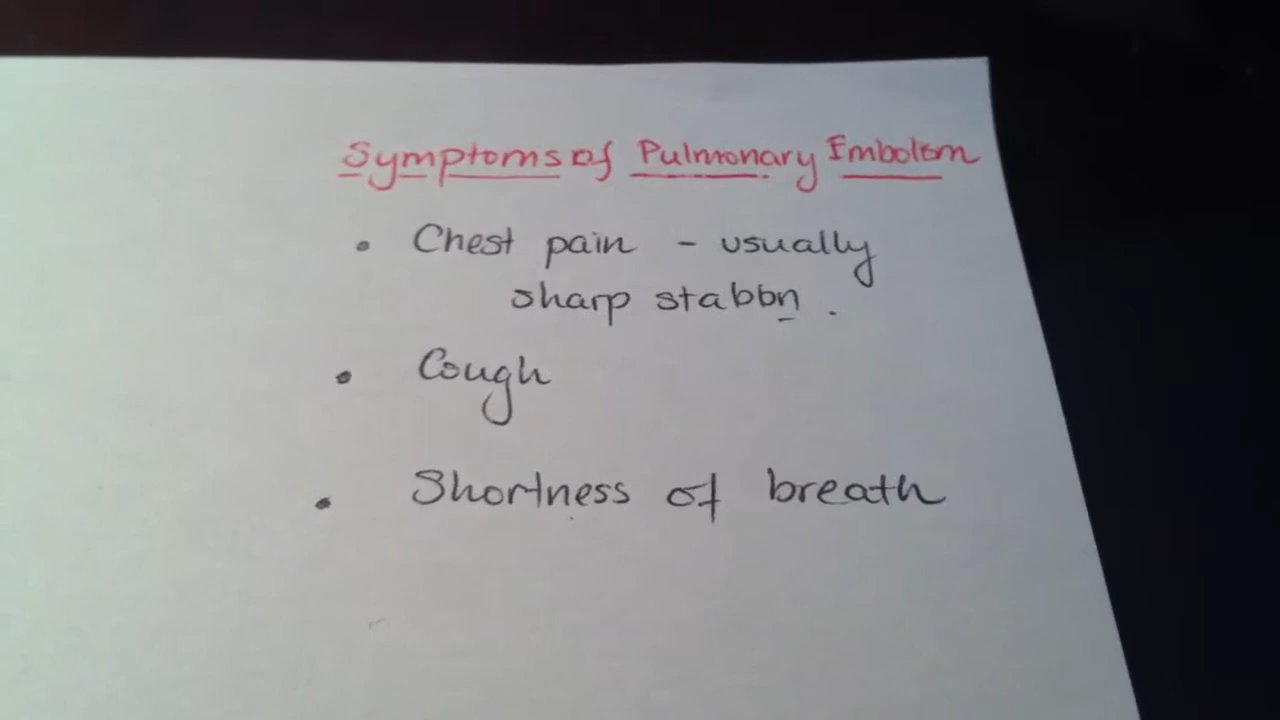 Symptoms of Pulmonary Embolism
• Chest pain - usually
sharp stabbn.
• Cough
• Shortness of breath